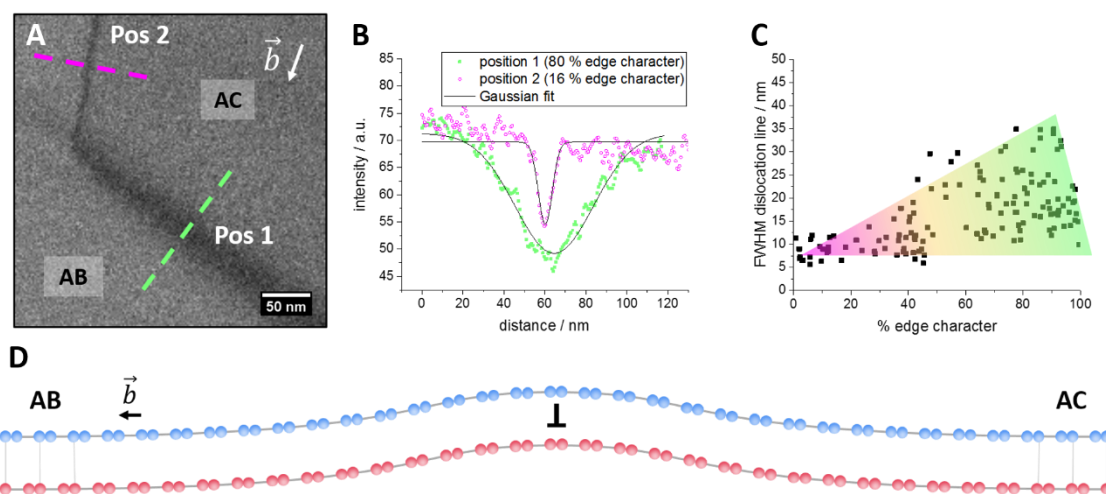 A
Pos 2
b
AC
Pos 1
AB
50 nm
B
position 1 (80 % edge character)
position 2 (16 % edge character)
Gaussian fit
75
70
65
60
55
50
45
intensity / a.u.
0
20
40
60
80
100
120
distance / nm
C
50
45
40
35
30
25
20
15
10
5
0
FWHM dislocation line / nm
0
20
40
60
80
100
% edge character
D
AB
b
AC